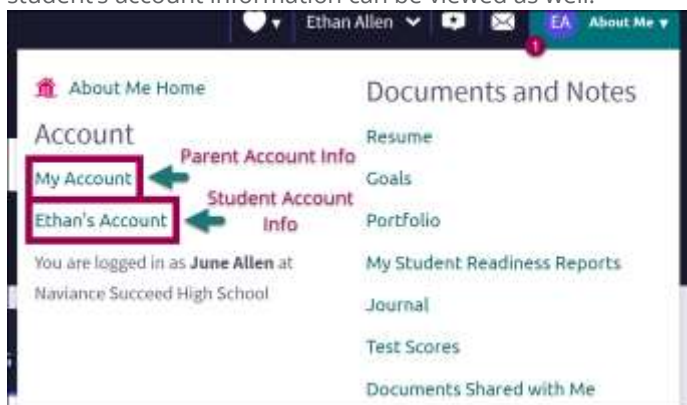 student's account information can be viewed as well.
Ethan Allen
EA
About Me
1
About Me Home
Account
Parent Account Info
My Account
Student Account
Info
Ethan's Account
You are logged in as June Allen at
Naviance Succeed High School
Documents and Notes
Resume
Goals
Portfolio
My Student Readiness Reports
Journal
Test Scores
Documents Shared with Me